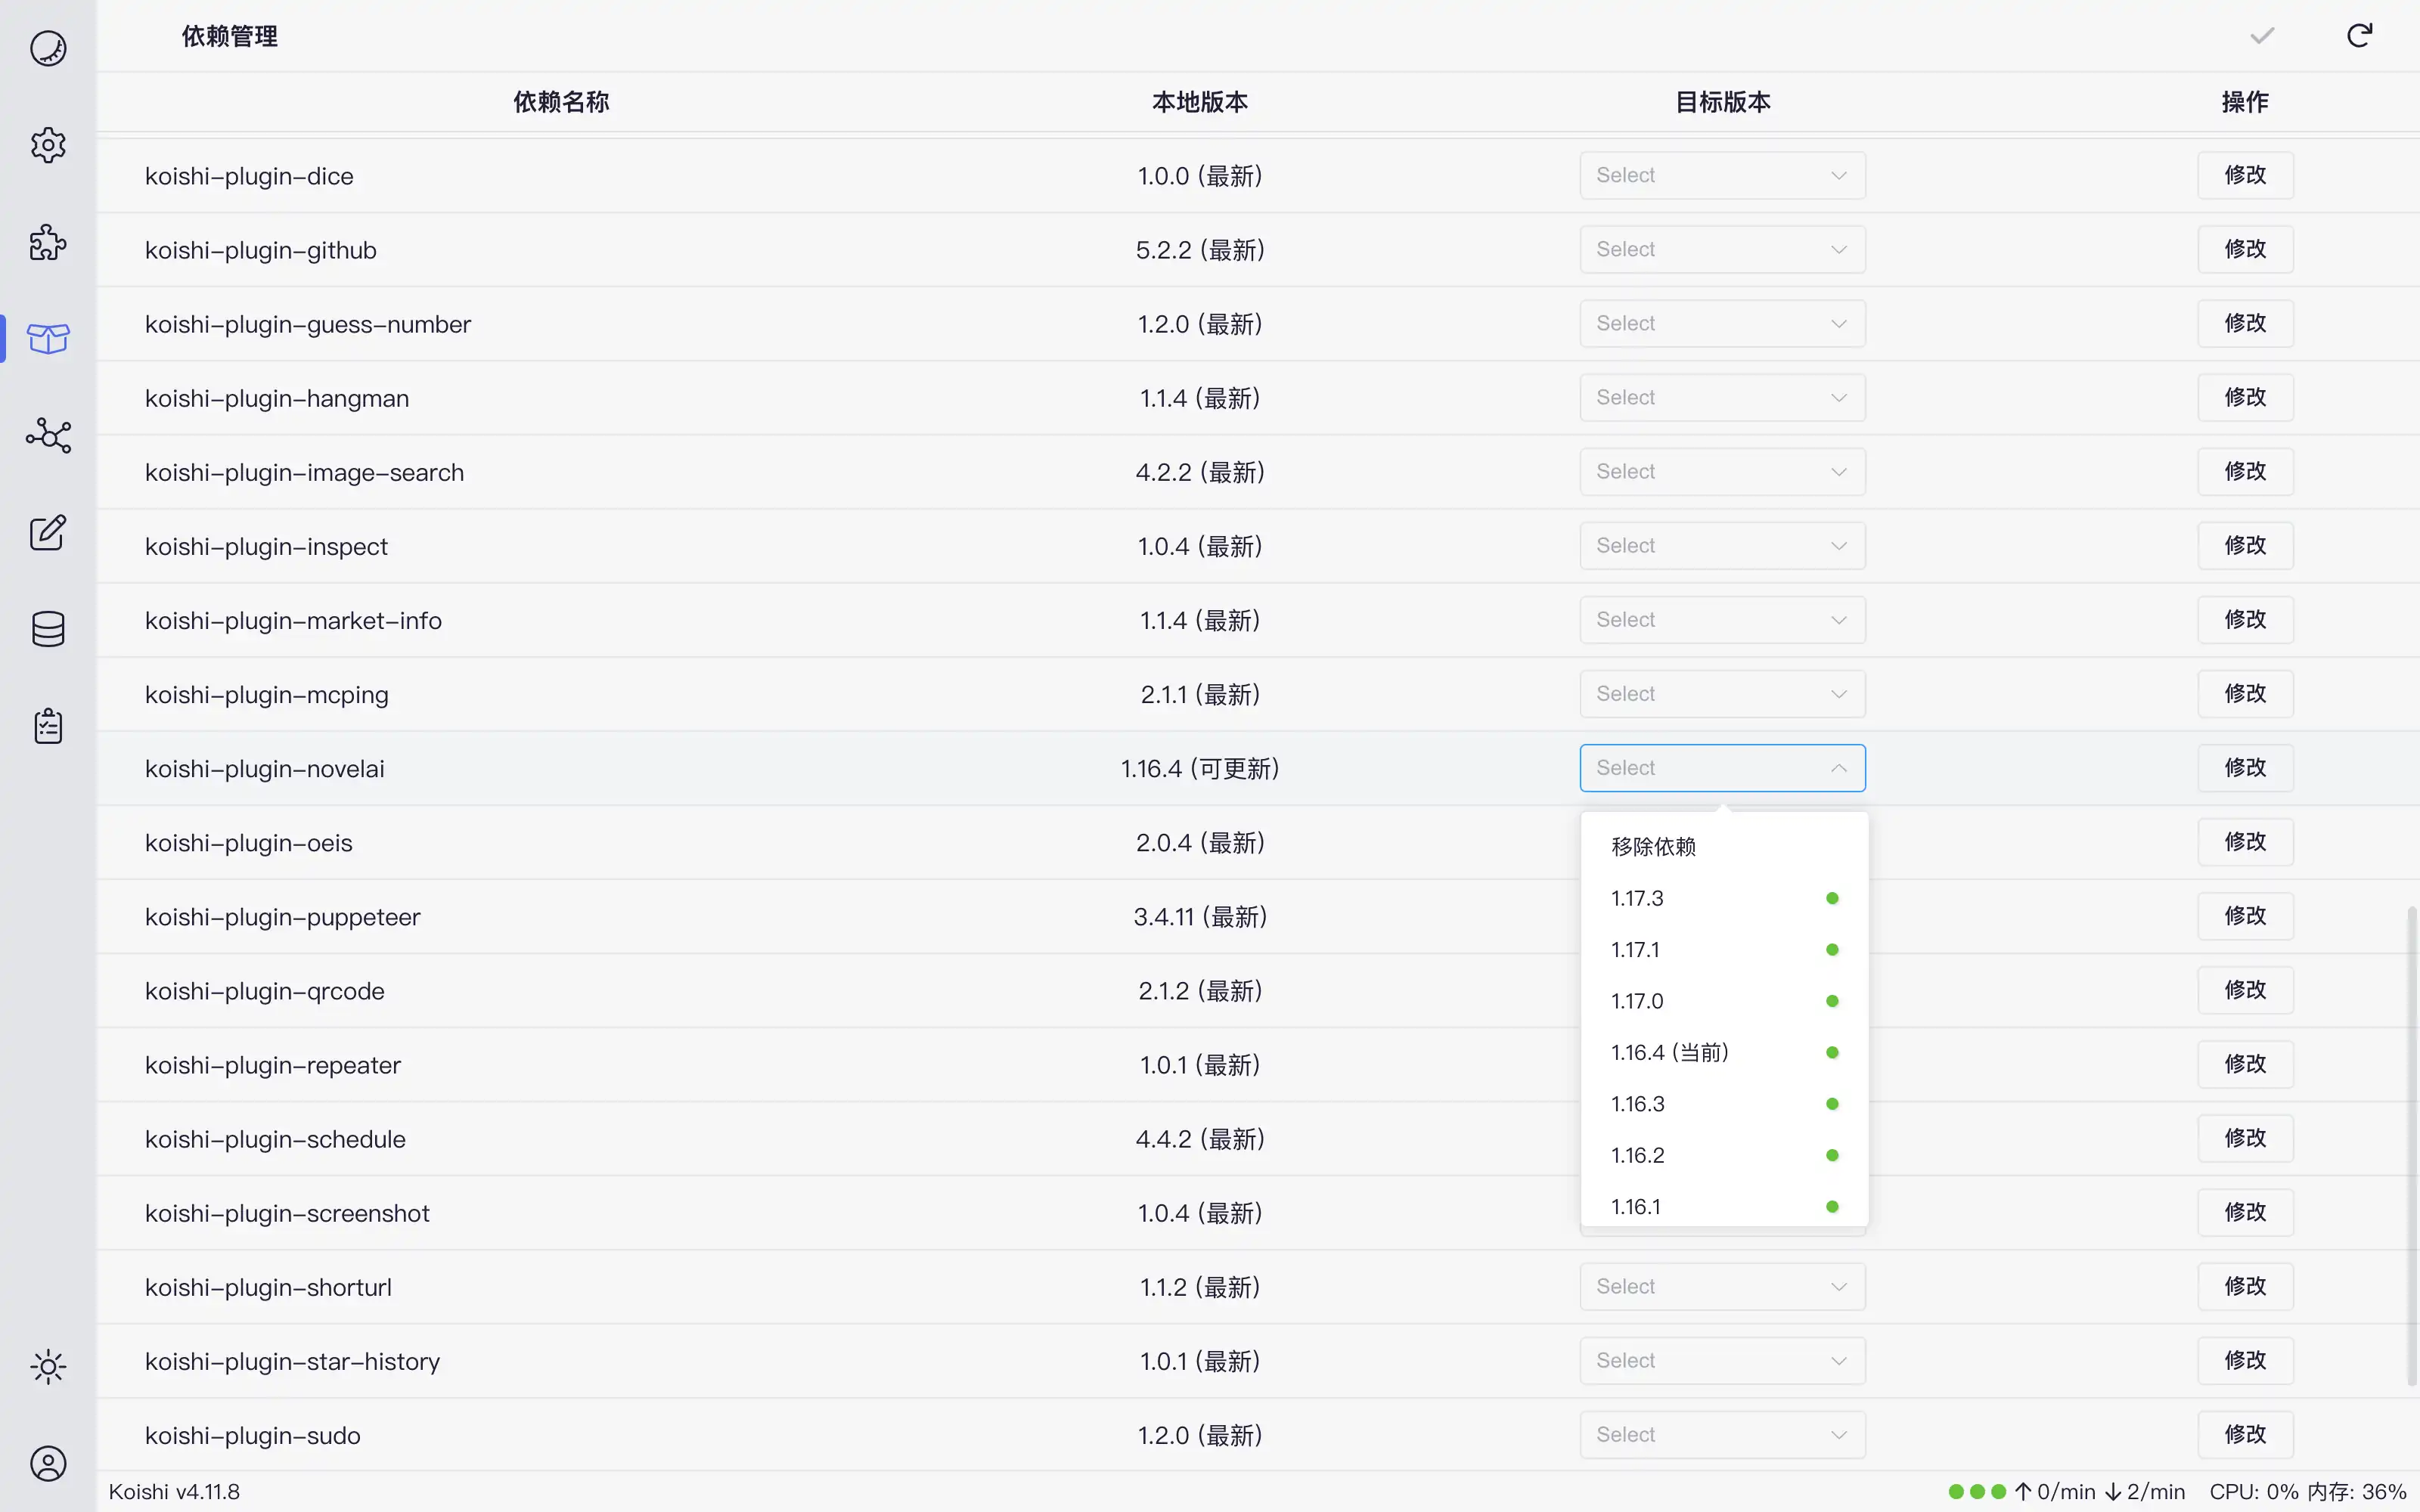 依赖管理
依赖名称 本地版本 目标版本 操作
koishi-plugin-dice 1.0.0 (最新) Select 修改
koishi-plugin-github 5.2.2 (最新) Select 修改
koishi-plugin-guess-number 1.2.0 (最新) Select 修改
koishi-plugin-hangman 1.1.4 (最新) Select 修改
koishi-plugin-image-search 4.2.2 (最新) Select 修改
koishi-plugin-inspect 1.0.4 (最新) Select 修改
koishi-plugin-market-info 1.1.4 (最新) Select 修改
koishi-plugin-mcping 2.1.1 (最新) Select 修改
koishi-plugin-novelai 1.16.4 (可更新) Select 修改
koishi-plugin-oeis 2.0.4 (最新) 修改
koishi-plugin-puppeteer 3.4.11 (最新) 修改
koishi-plugin-qrcode 2.1.2 (最新) 修改
koishi-plugin-repeater 1.0.1 (最新) 修改
koishi-plugin-schedule 4.4.2 (最新) 修改
koishi-plugin-screenshot 1.0.4 (最新) 修改
移除依赖
1.17.3
1.17.1
1.17.0
1.16.4 (当前)
1.16.3
1.16.2
1.16.1
koishi-plugin-shorturl 1.1.2 (最新) Select 修改
koishi-plugin-star-history 1.0.1 (最新) Select 修改
koishi-plugin-sudo 1.2.0 (最新) Select 修改
Koishi v4.11.8 ↑0/min ↓2/min CPU: 0% 内存: 36%